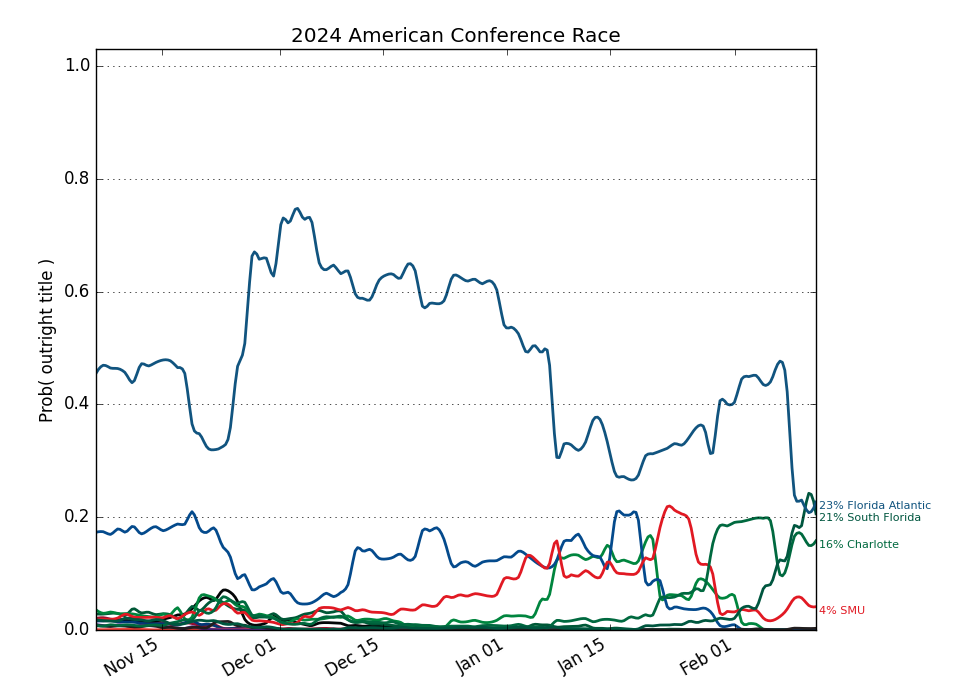 2024 American Conference Race
Prob( outright title )
1.0
0.8
0.6
0.4
0.2
0.0
Nov 15
Dec 01
Dec 15
Jan 01
Jan 15
Feb 01
23% Florida Atlantic
21% South Florida
16% Charlotte
4% SMU